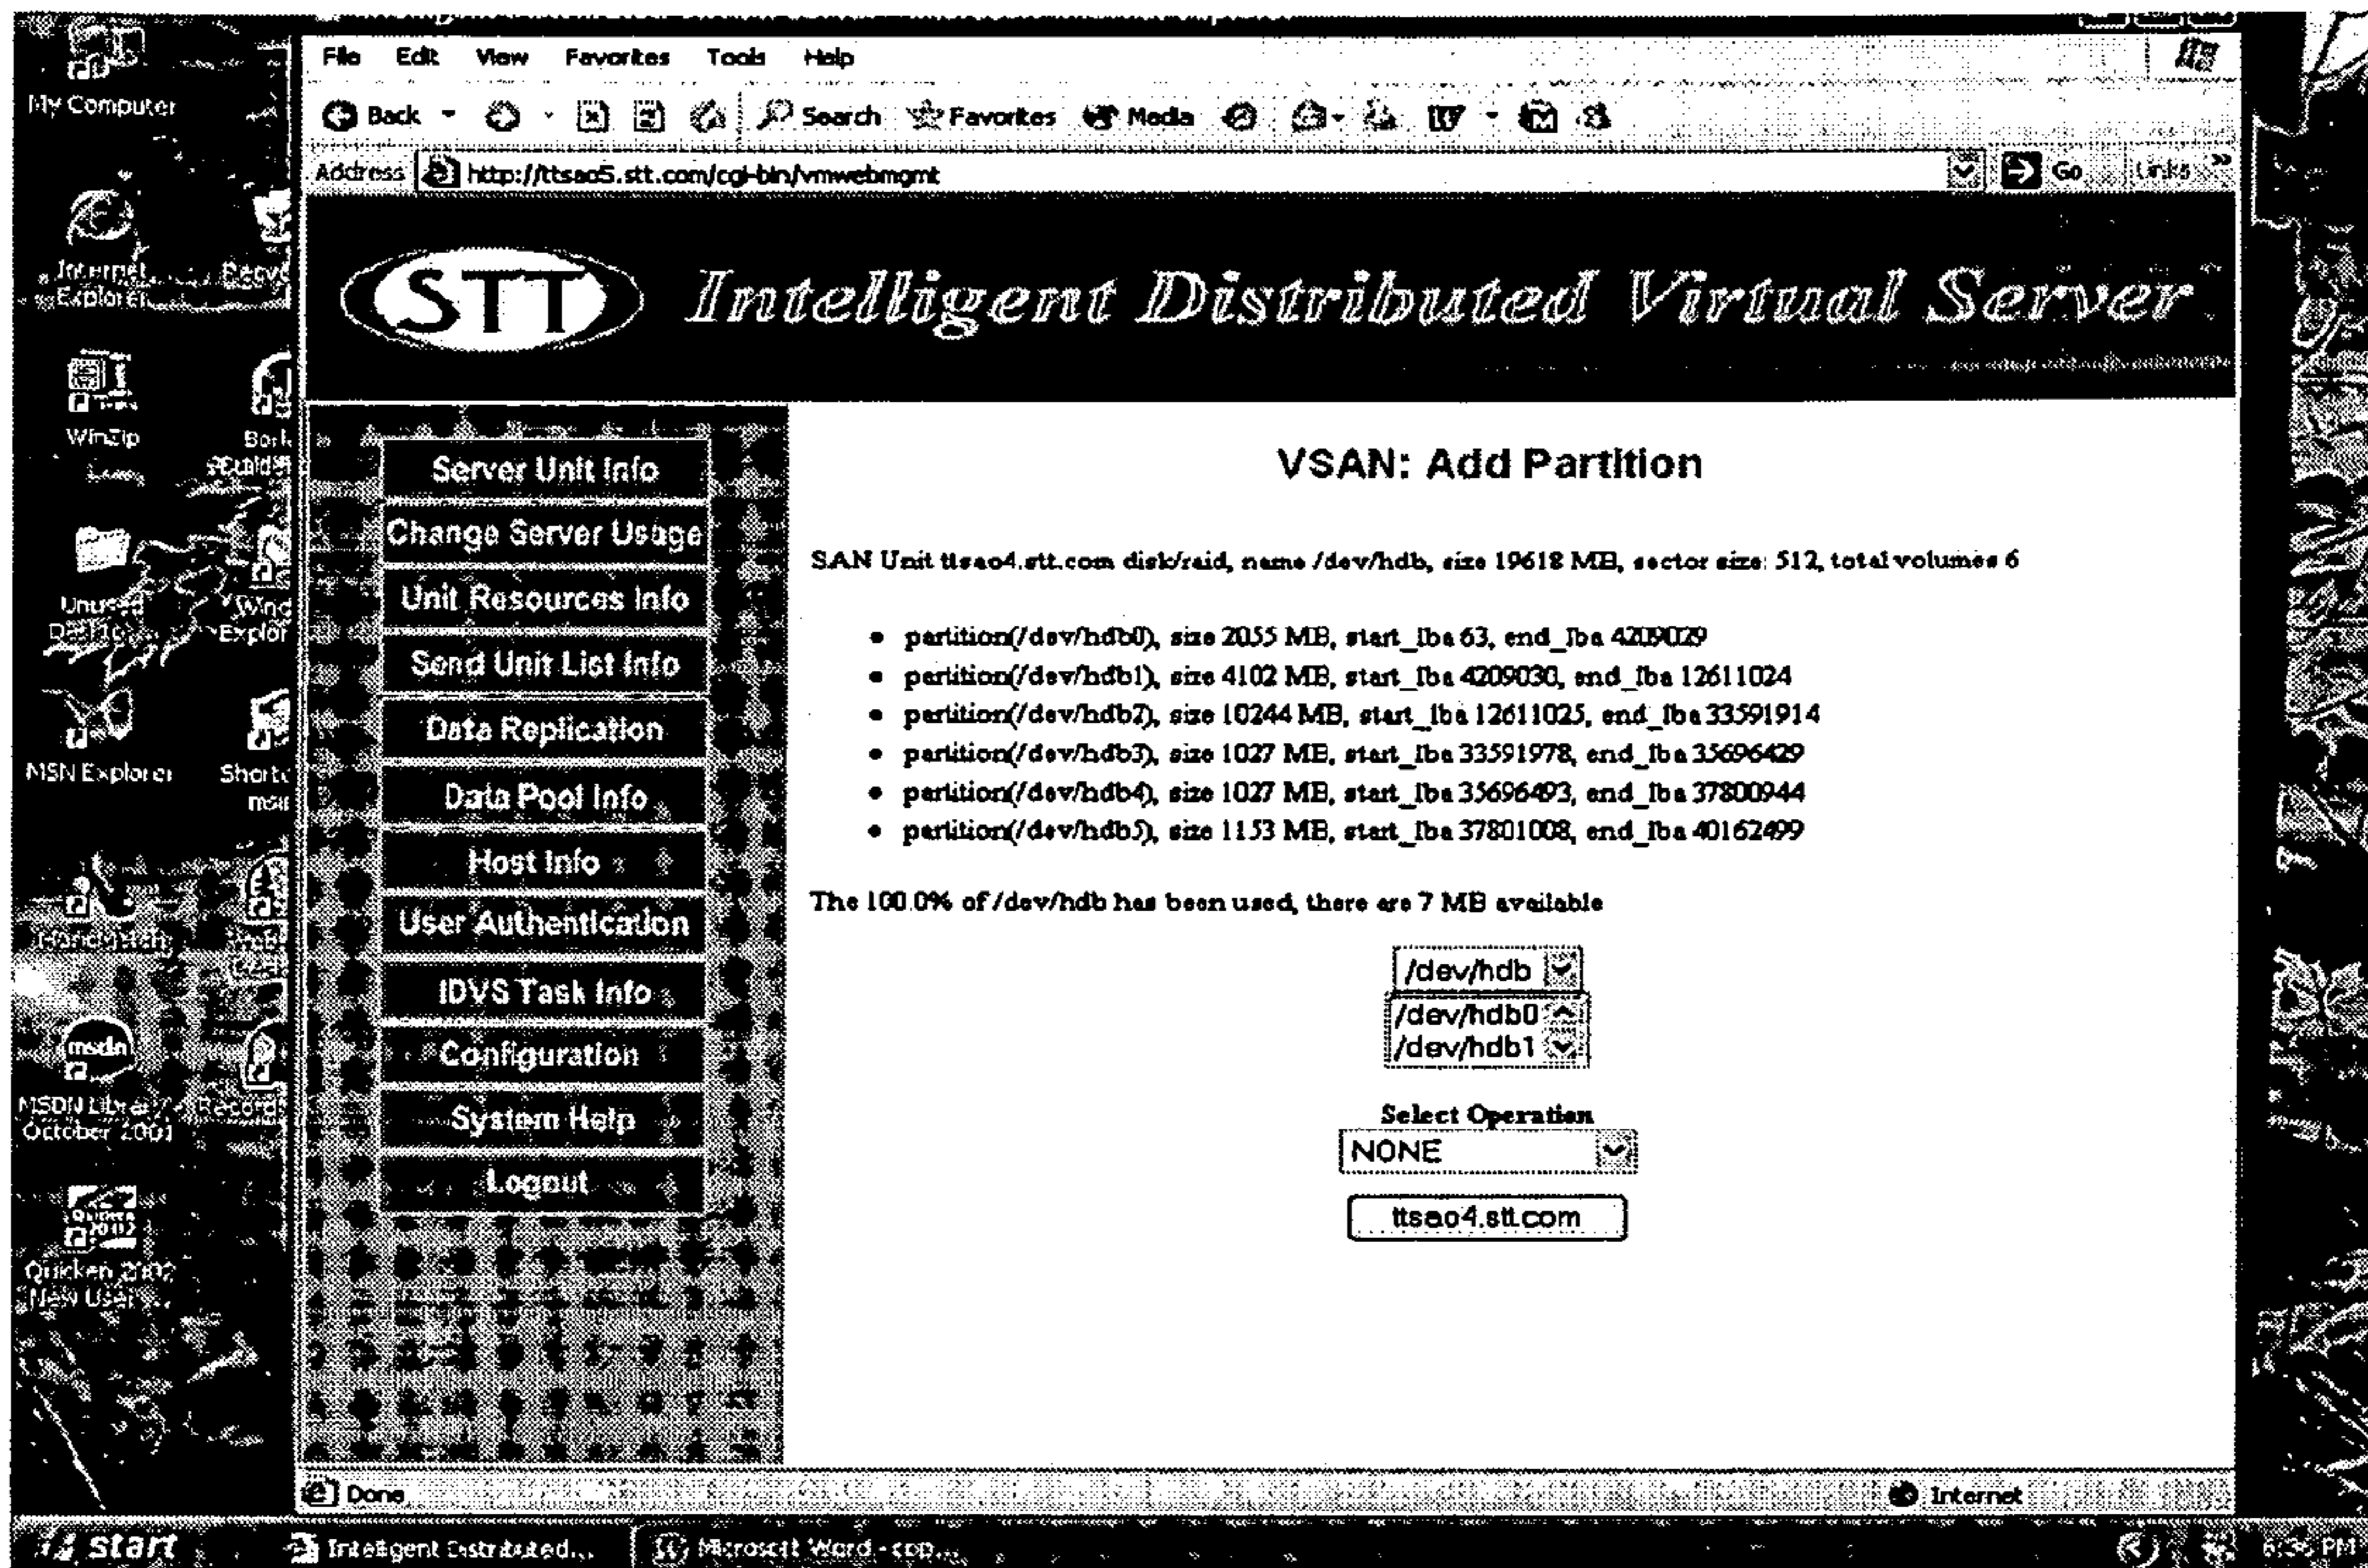 My Computer
Internet
Explorer
WinZip
MSN Explorer
msdn
MSDN Library
October 2001
Quicken 2002
New User ...
File Edit View Favorites Tools Help
Back Search Favorites Media
Address http://ttsao5.stt.com/cgi-bin/vmwebmgmt Go Links »
STT Intelligent Distributed Virtual Server
Server Unit Info
Change Server Usage
Unit Resources Info
Send Unit List Info
Data Replication
Data Pool Info
Host Info
User Authentication
IDVS Task Info
Configuration
System Help
Logout
VSAN: Add Partition
SAN Unit ttsao4.stt.com disk/raid, name /dev/hdb, size 19618 MB, sector size: 512, total volumes 6
• partition(/dev/hdb0), size 2055 MB, start_lba 63, end_lba 4209029
• partition(/dev/hdb1), size 4102 MB, start_lba 4209030, end_lba 12611024
• partition(/dev/hdb2), size 10244 MB, start_lba 12611025, end_lba 33591914
• partition(/dev/hdb3), size 1027 MB, start_lba 33591978, end_lba 35696429
• partition(/dev/hdb4), size 1027 MB, start_lba 35696493, end_lba 37800944
• partition(/dev/hdb5), size 1153 MB, start_lba 37801008, end_lba 40162499
The 100.0% of /dev/hdb has been used, there are 7 MB available
/dev/hdb
/dev/hdb0
/dev/hdb1
Select Operation
NONE
ttsao4.stt.com
Done Internet
start Intelligent Distributed... Microsoft Word - cop... 6:36 PM